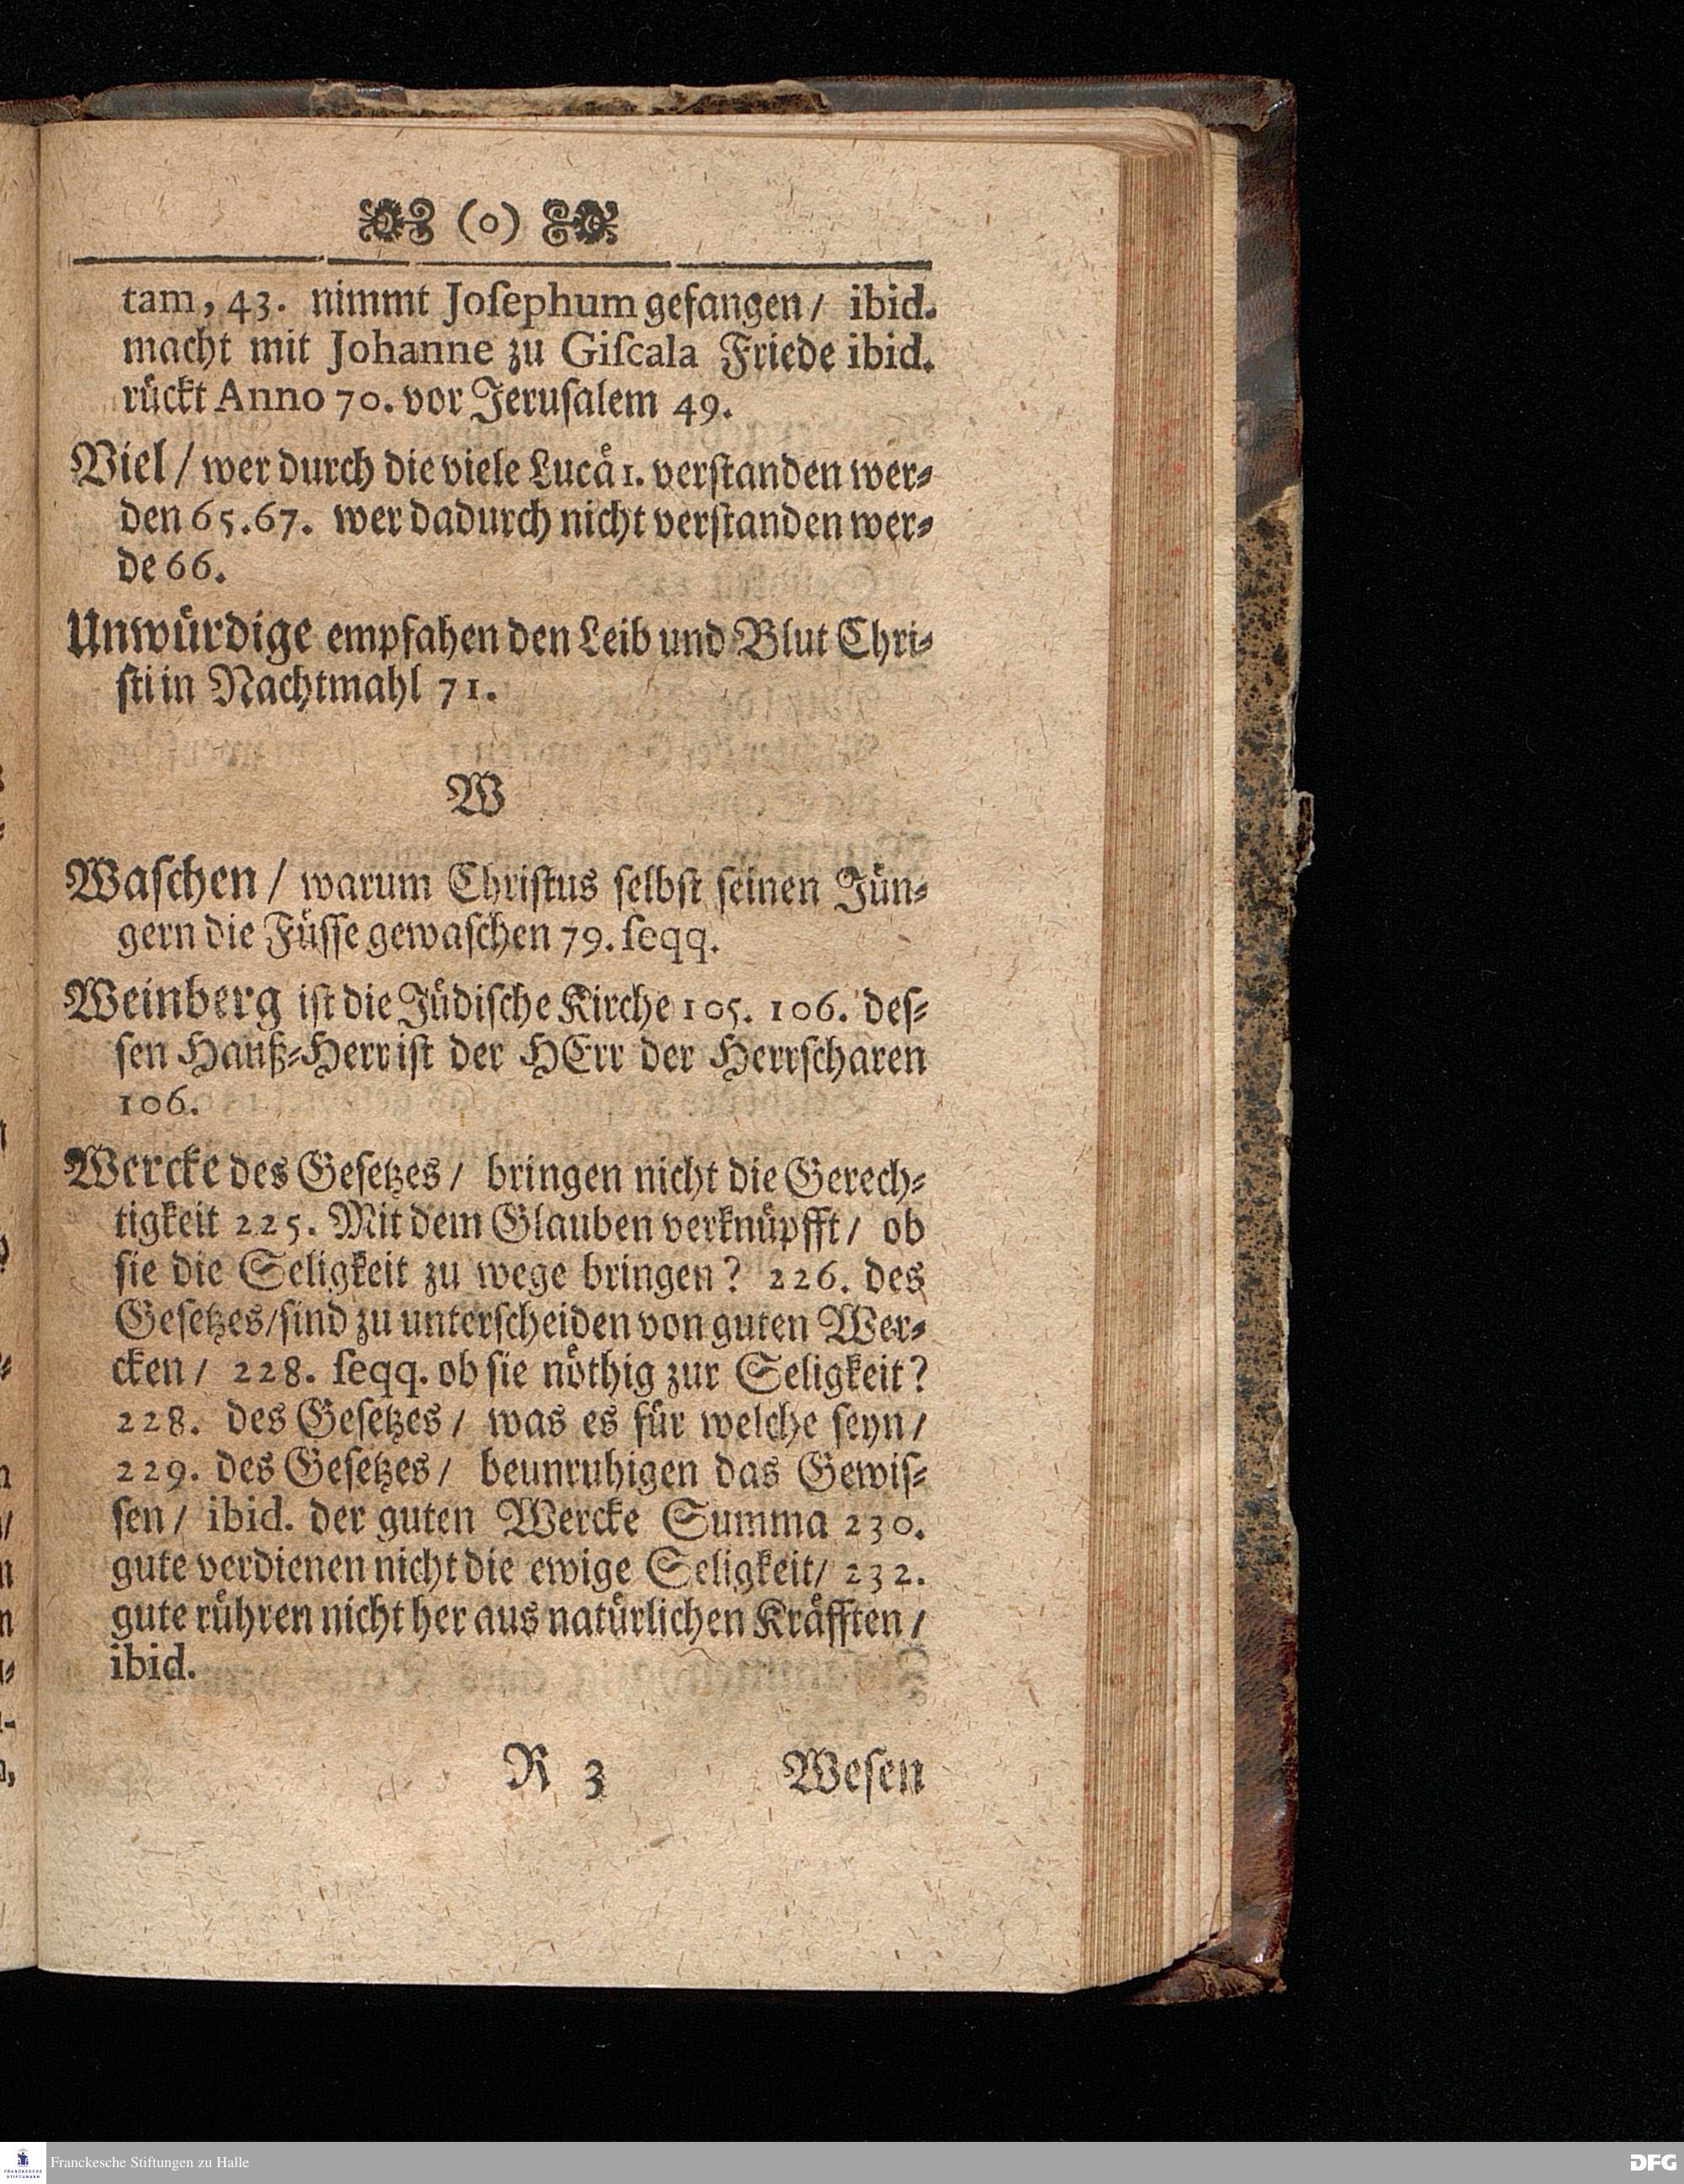 (o)
tam, 43. nimmt Joſephum gefangen / ibid.
macht mit Johanne zu Giſcala Friede ibid.
rückt Anno 70. vor Jeruſalem 49.
Viel / wer durch die viele Lucä 1. verſtanden wer⸗
den 65.67. wer dadurch nicht verſtanden wer⸗
de 66.
Unwürdige empfahen den Leib und Blut Chri⸗
ſti in Nachtmahl 71.
W
Waſchen / warum Chriſtus ſelbſt ſeinen Jün⸗
gern die Füſſe gewaſchen 79. ſeqq.
Weinberg iſt die Jüdiſche Kirche 105. 106. deſ⸗
ſen Hauß⸗Herr iſt der HErr der Herrſcharen
106.
Wercke des Geſetzes / bringen nicht die Gerech⸗
tigkeit 225. Mit dem Glauben verknüpfft / ob
ſie die Seligkeit zu wege bringen? 226. des
Geſetzes / ſind zu unterſcheiden von guten Wer⸗
cken / 228. ſeqq. ob ſie nöthig zur Seligkeit?
228. des Geſetzes / was es für welche ſeyn /
229. des Geſetzes / beunruhigen das Gewiſ⸗
ſen / ibid. der guten Wercke Summa 230.
gute verdienen nicht die ewige Seligkeit / 232.
gute rühren nicht her aus natürlichen Kräfften /
ibid.
R 3 Weſen
Franckesche Stiftungen zu Halle
DFG